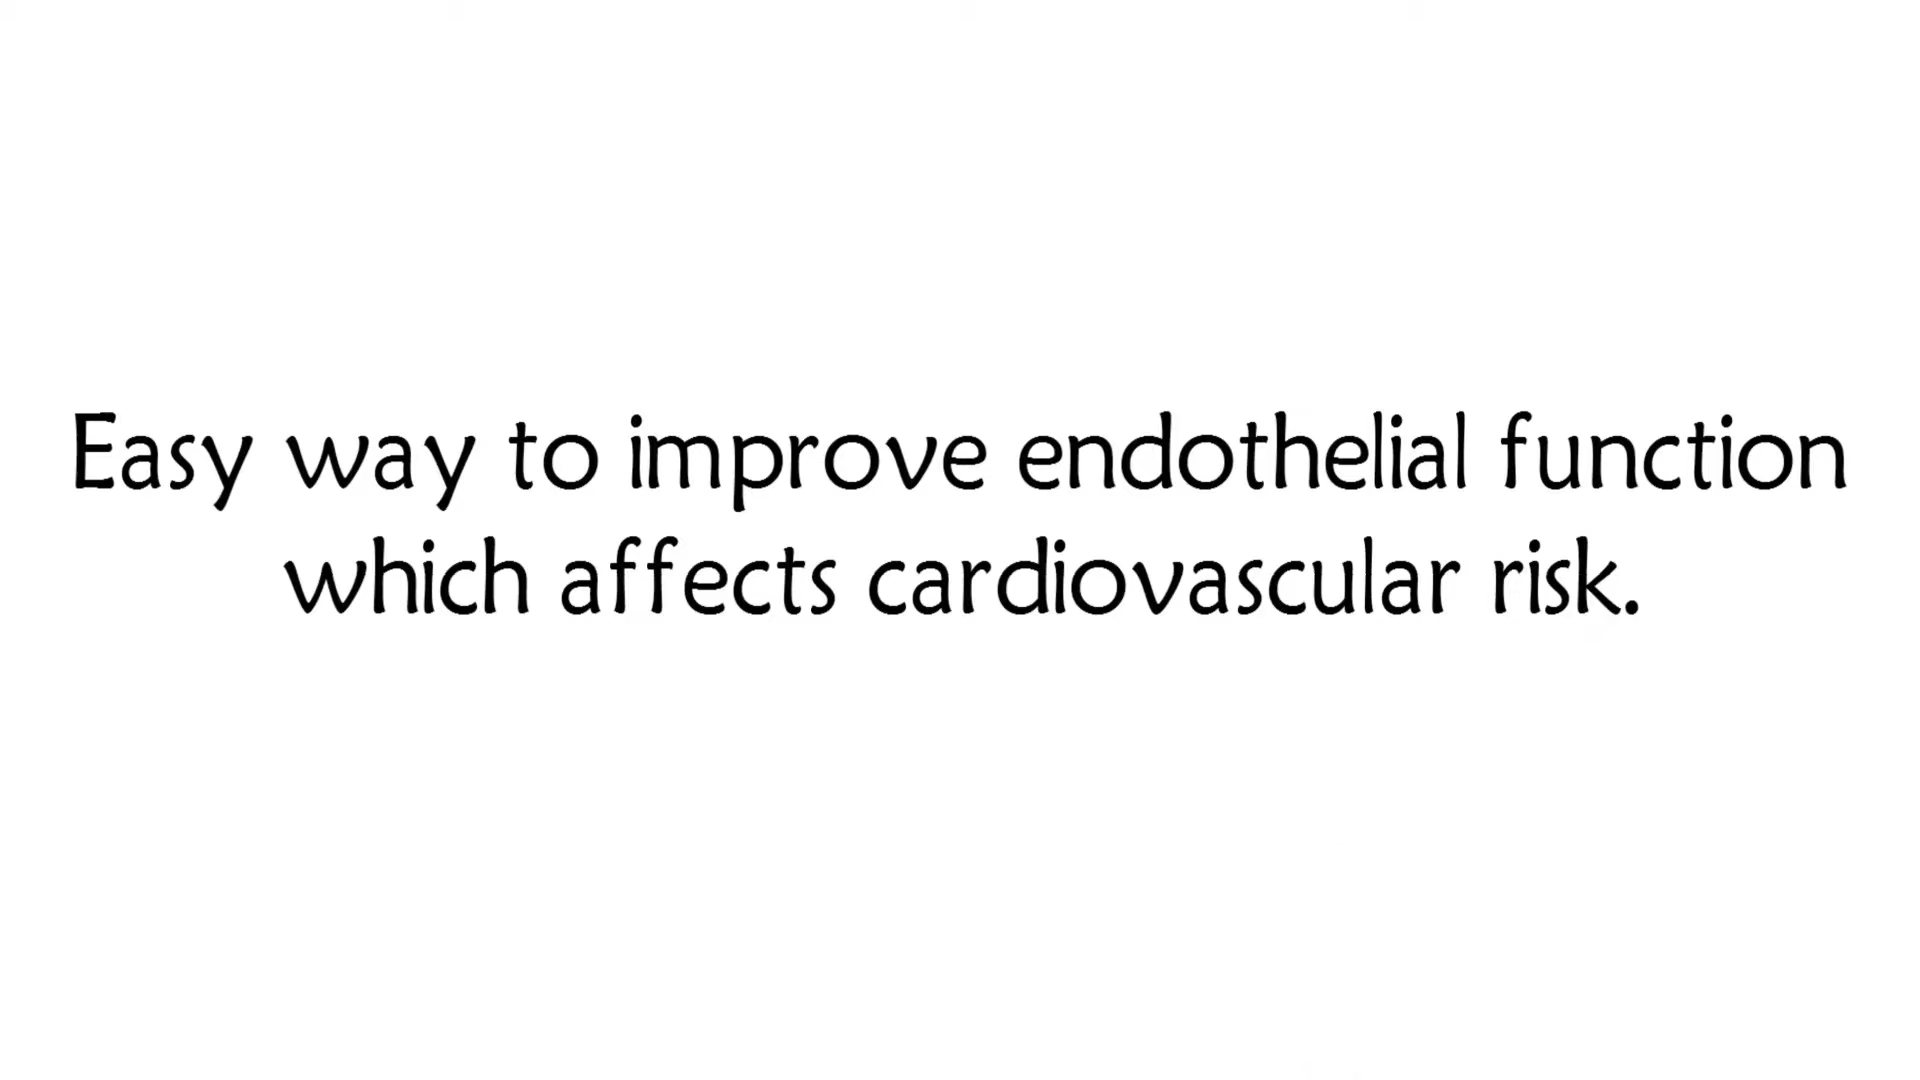 Easy way to improve endothelial function
which affects cardiovascular risk.